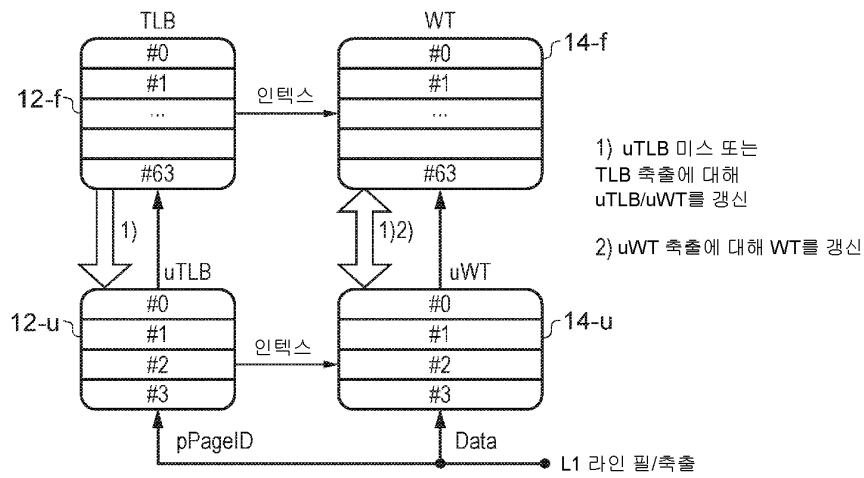 TLB
WT
#0
#1
...
#63
12-f
인텍스
#0
#1
...
#63
14-f
1)
1)2)
1) uTLB 미스 또는
TLB 축출에 대해
uTLB/uWT를 갱신
2) uWT 축출에 대해 WT를 갱신
uTLB
uWT
12-u
#0
#1
#2
#3
인텍스
#0
#1
#2
#3
14-u
pPageID
Data
L1 라인 필/축출